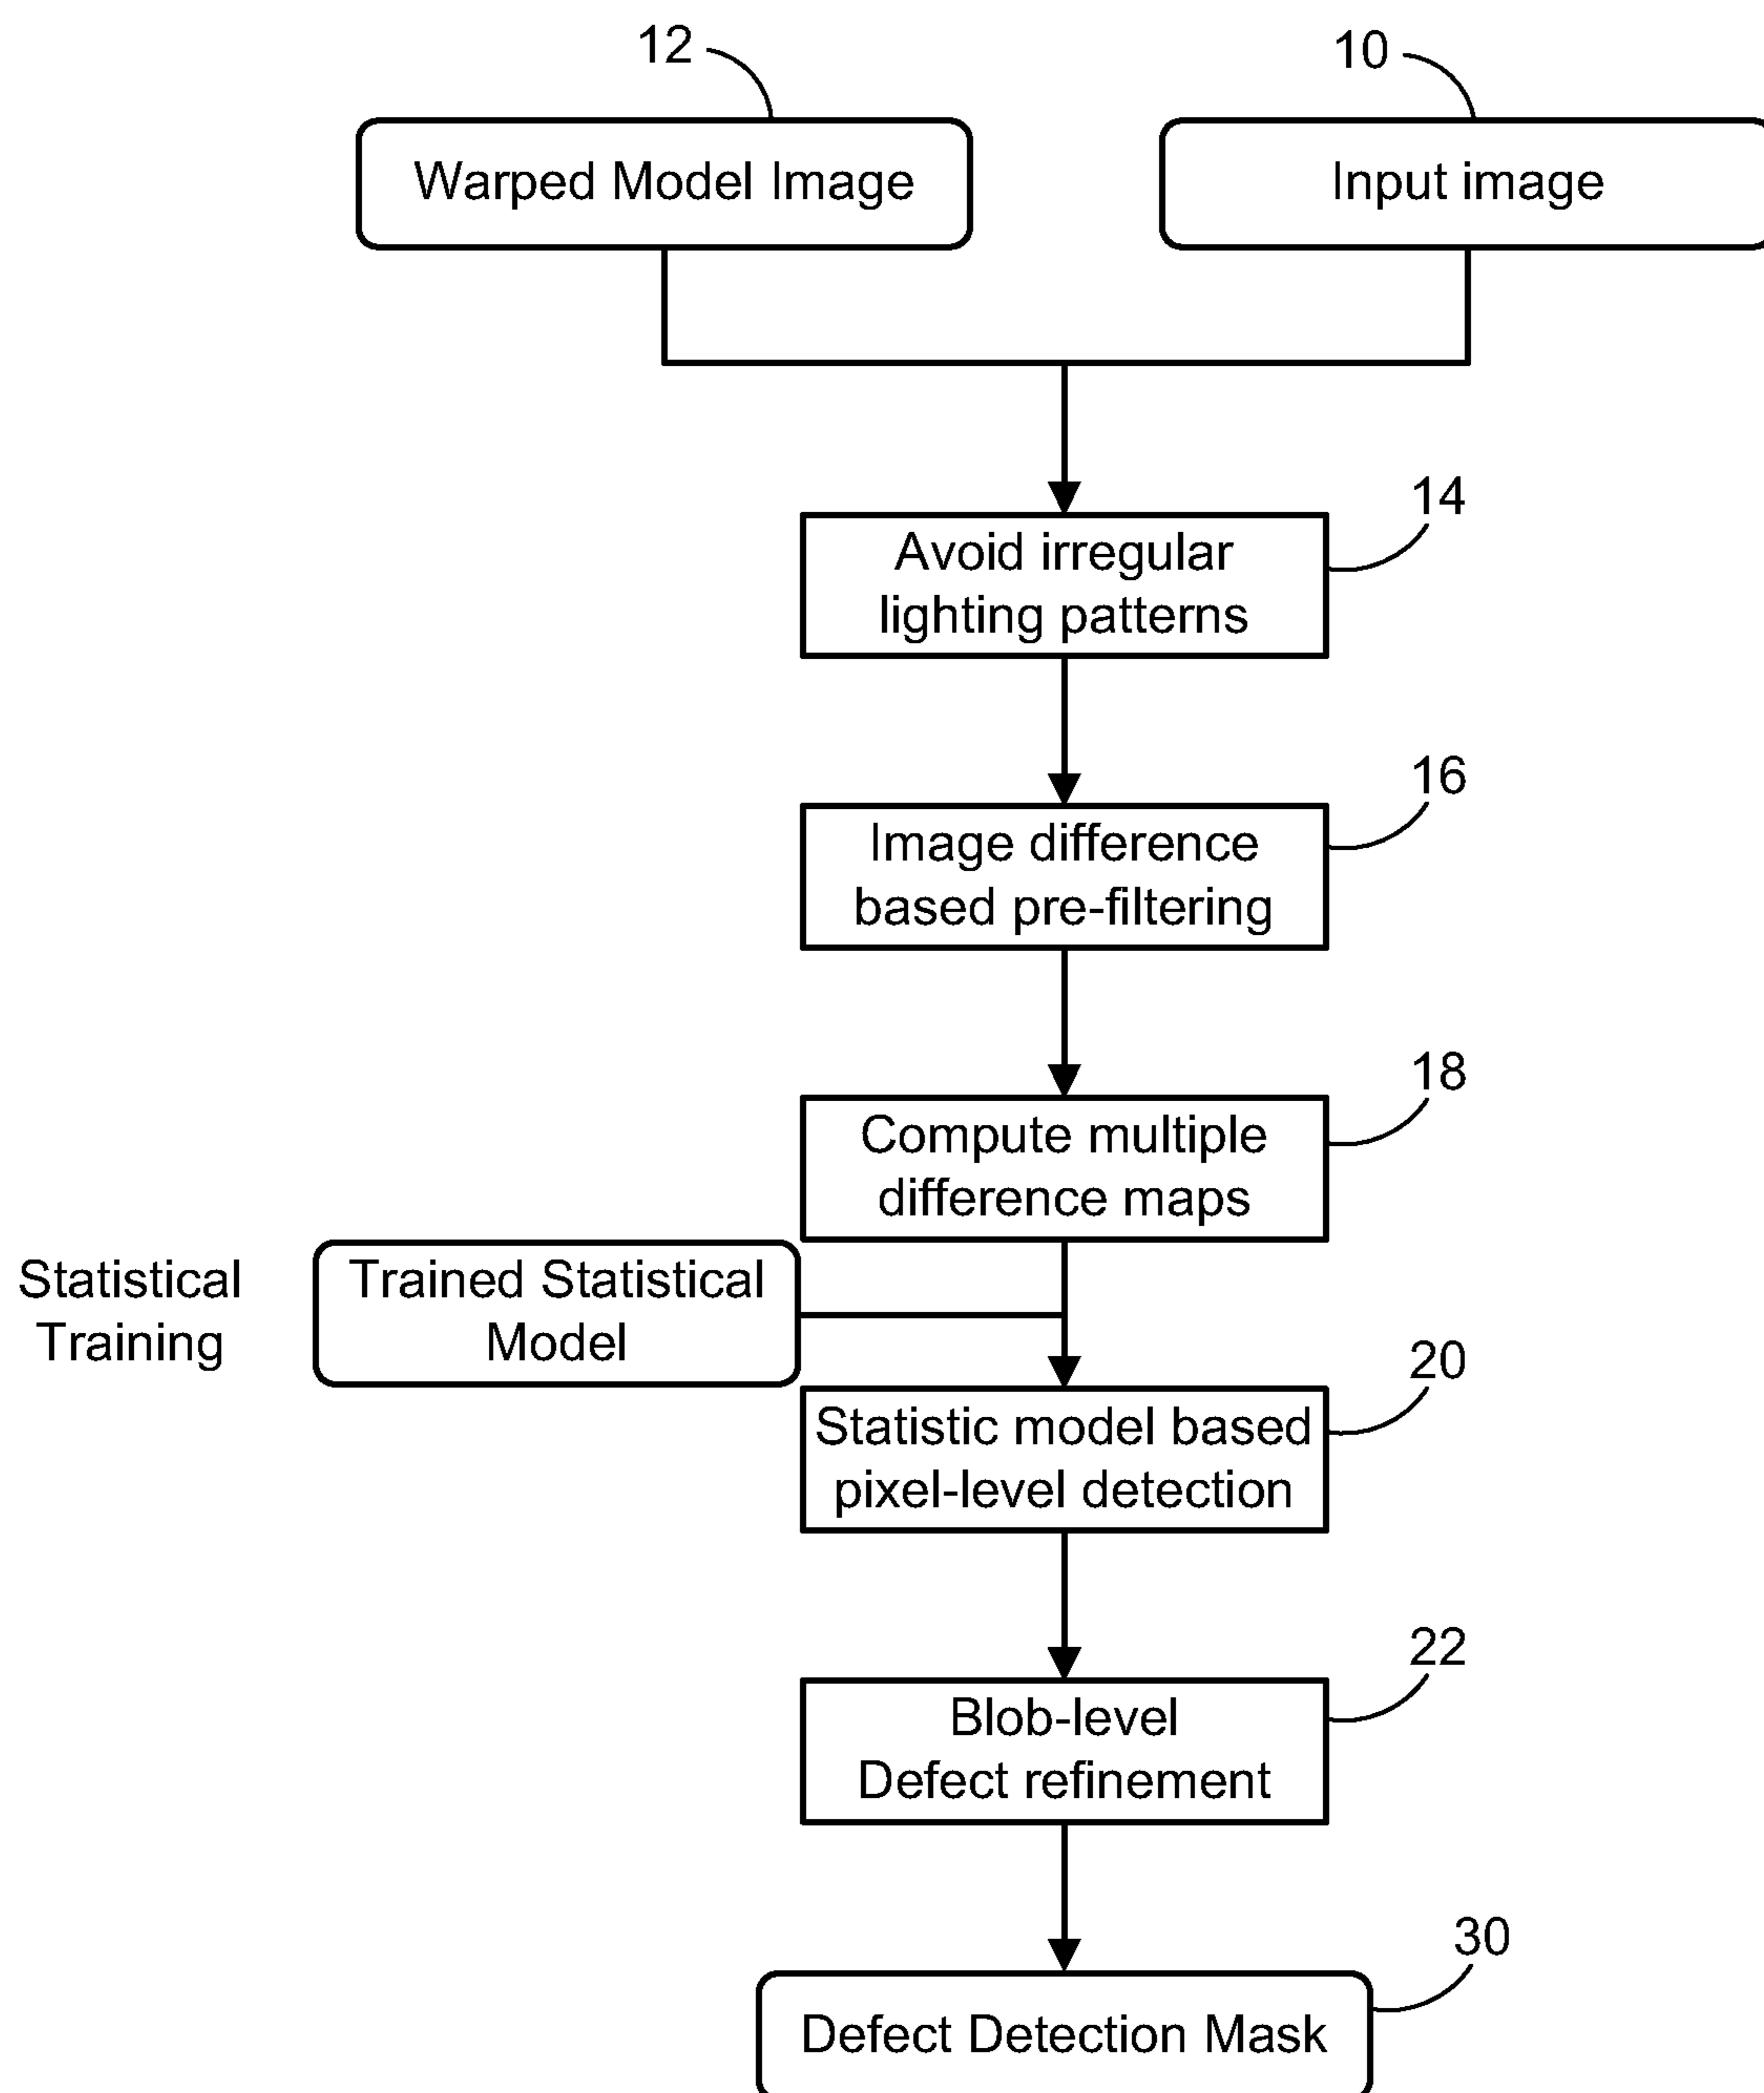 12
10
Warped Model Image
Input image
14
Avoid irregular
lighting patterns
16
Image difference
based pre-filtering
18
Compute multiple
difference maps
Statistical
Training
Trained Statistical
Model
20
Statistic model based
pixel-level detection
22
Blob-level
Defect refinement
30
Defect Detection Mask